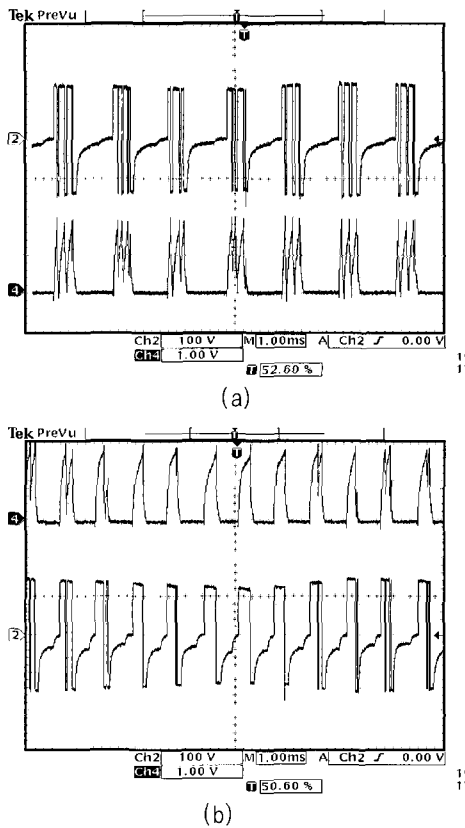 Tek PreVu
T
T
2
4
Ch2 100 V M 1.00ms A Ch2 0.00 V
Ch4 1.00 V
T 52.60 %
(a)
Tek PreVu
T
T
4
2
Ch2 100 V M 1.00ms A Ch2 0.00 V
Ch4 1.00 V
T 50.60 %
(b)